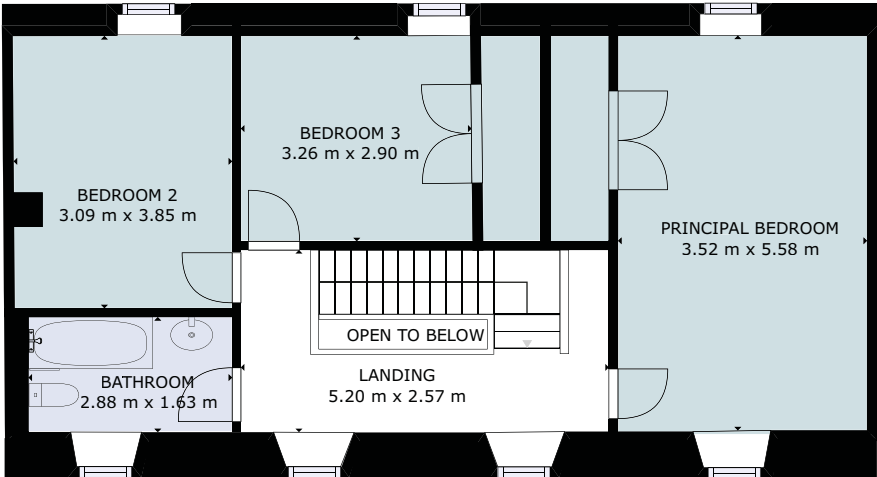 BEDROOM 3
3.26 m x 2.90 m
BEDROOM 2
3.09 m x 3.85 m
PRINCIPAL BEDROOM
3.52 m x 5.58 m
OPEN TO BELOW
BATHROOM
2.88 m x 1.63 m
LANDING
5.20 m x 2.57 m